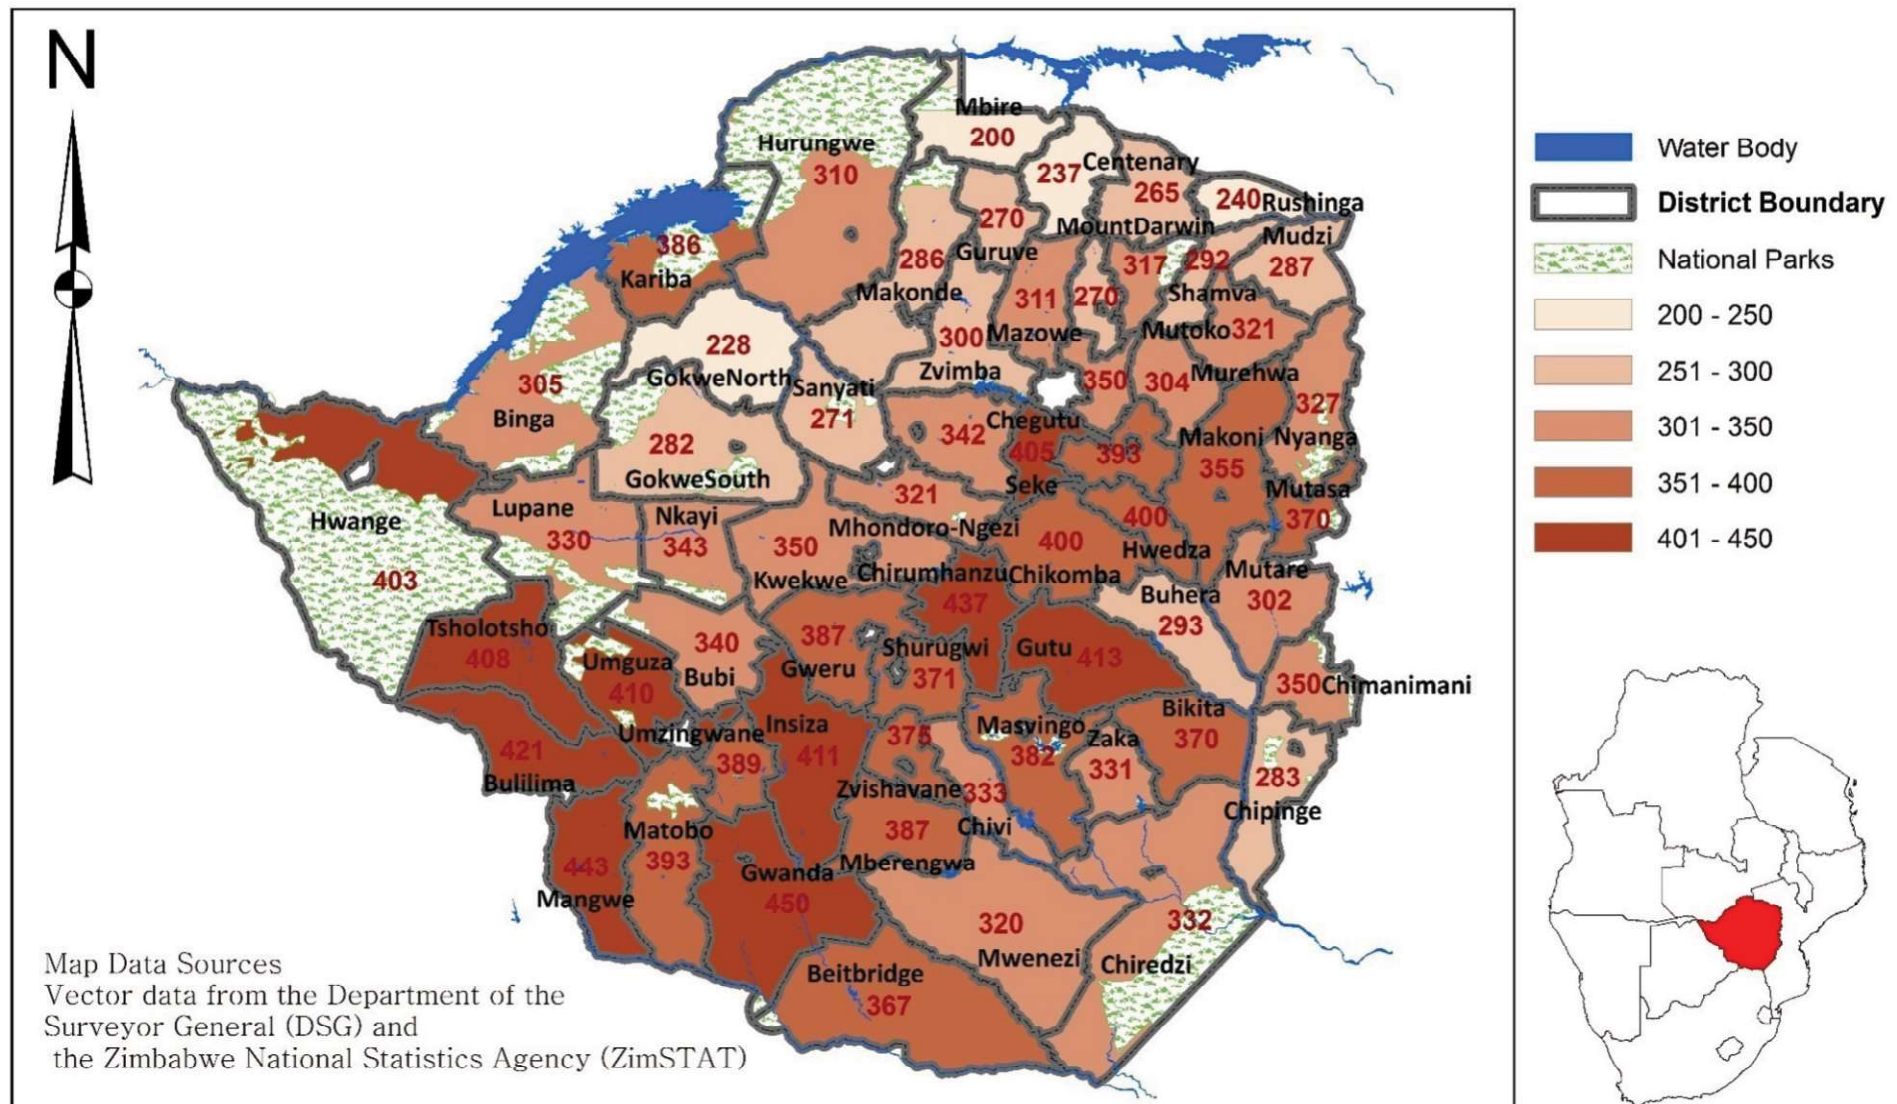 N
Mbire
200
Hurungwe
310
237
Centenary
265
240
Rushinga
270
MountDarwin
Mudzi
386
286
Guruve
317
292
287
Kariba
Makonde
311
270
Shamva
228
300
Mazowe
Mutoko
321
GokweNorth
Sanyati
Zvimba
350
304
Murehwa
305
Binga
271
327
282
342
Chegutu
405
393
Makoni
Nyanga
355
GokweSouth
Seke
Mutasa
Lupane
Nkayi
321
370
Hwange
330
343
350
Mhondoro-Ngezi
400
400
Hwedza
403
Kwekwe
Chirumhanzu
Chikomba
Mutare
437
Buhera
302
Tsholotsho
387
293
408
340
Shurugwi
Gutu
413
Umguza
Bubi
Gweru
371
350
Chimanimani
410
Insiza
Bikita
Umzingwane
375
Masvingo
Zaka
370
421
389
411
382
331
283
Bulilima
Zvishavane
333
Chipinge
Matobo
387
Chivi
443
393
Gwanda
Mberengwa
Mangwe
450
320
332
Beitbridge
Mwenezi
Chiredzi
367
Map Data Sources
Vector data from the Department of the
Surveyor General (DSG) and
the Zimbabwe National Statistics Agency (ZimSTAT)
Water Body
District Boundary
National Parks
200 - 250
251 - 300
301 - 350
351 - 400
401 - 450